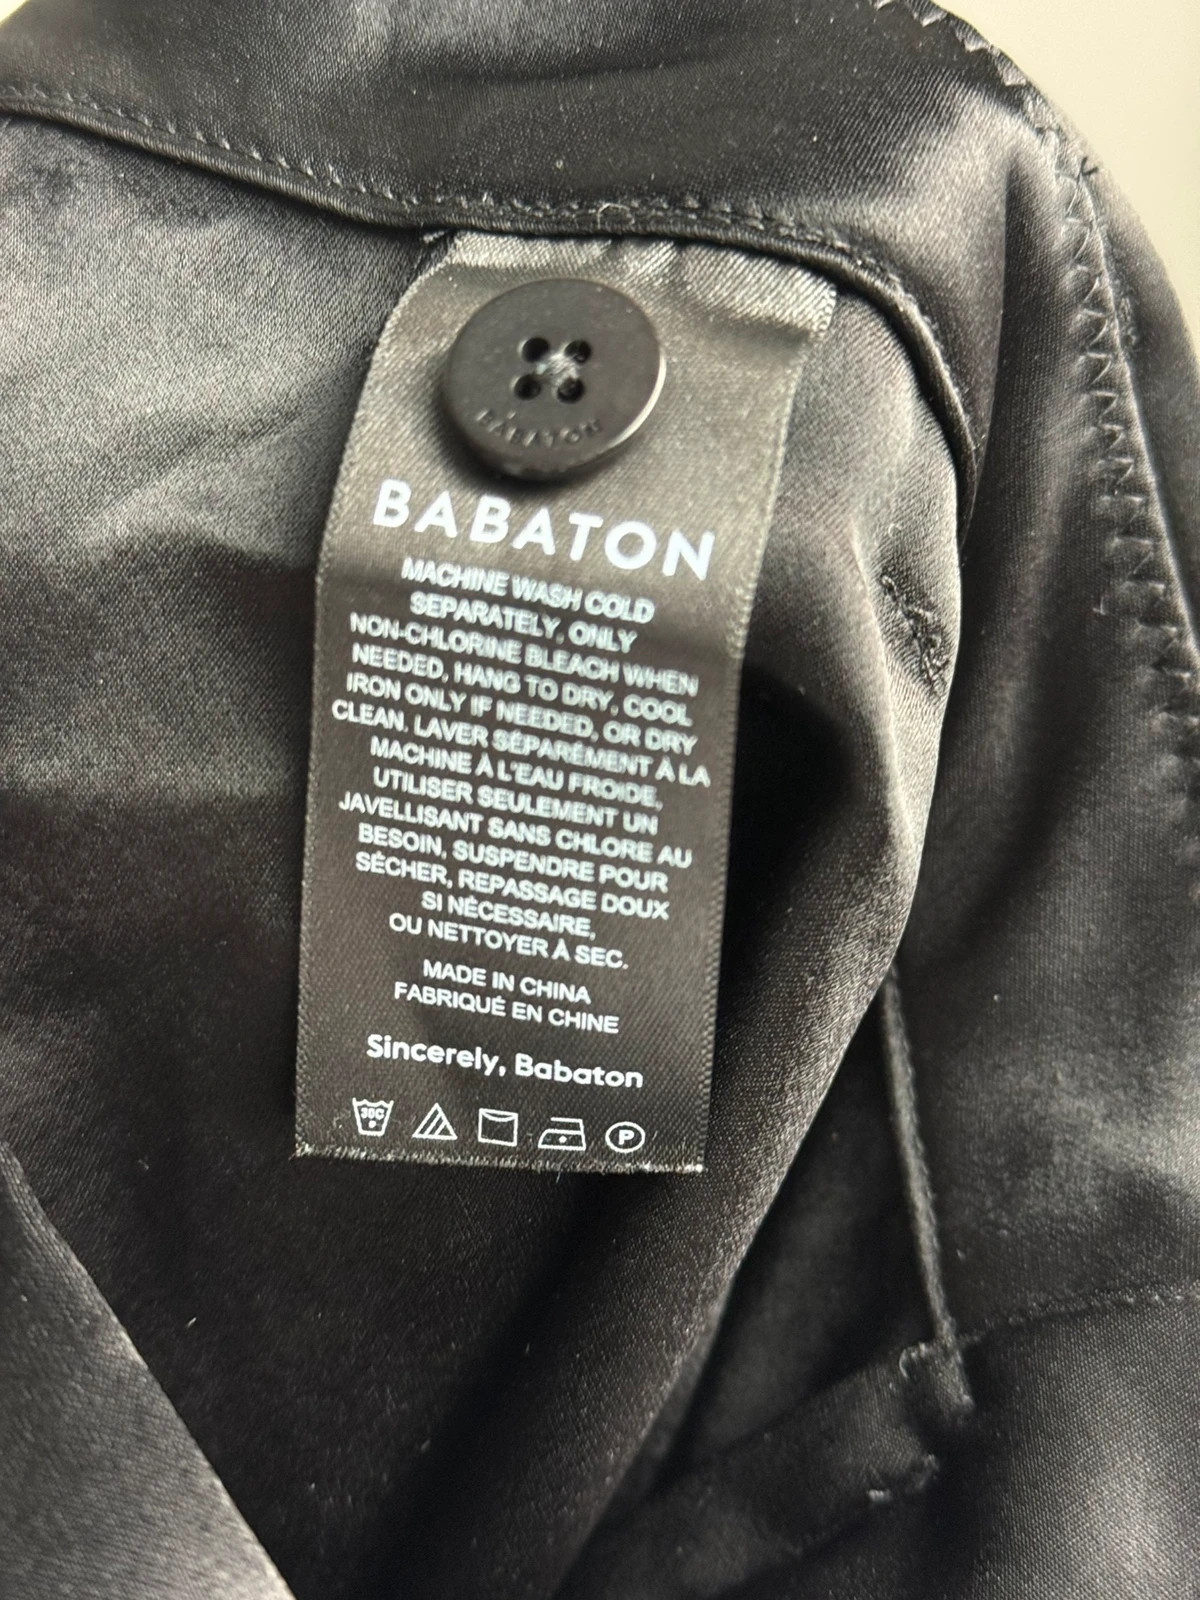 BABATON
BABATON
MACHINE WASH COLD
SEPARATELY, ONLY
NON-CHLORINE BLEACH WHEN
NEEDED, HANG TO DRY, COOL
IRON ONLY IF NEEDED, OR DRY
CLEAN. LAVER SÉPARÉMENT À LA
MACHINE À L'EAU FROIDE,
UTILISER SEULEMENT UN
JAVELLISANT SANS CHLORE AU
BESOIN, SUSPENDRE POUR
SÉCHER, REPASSAGE DOUX
SI NÉCESSAIRE,
OU NETTOYER À SEC.
MADE IN CHINA
FABRIQUÉ EN CHINE
Sincerely, Babaton
30C P